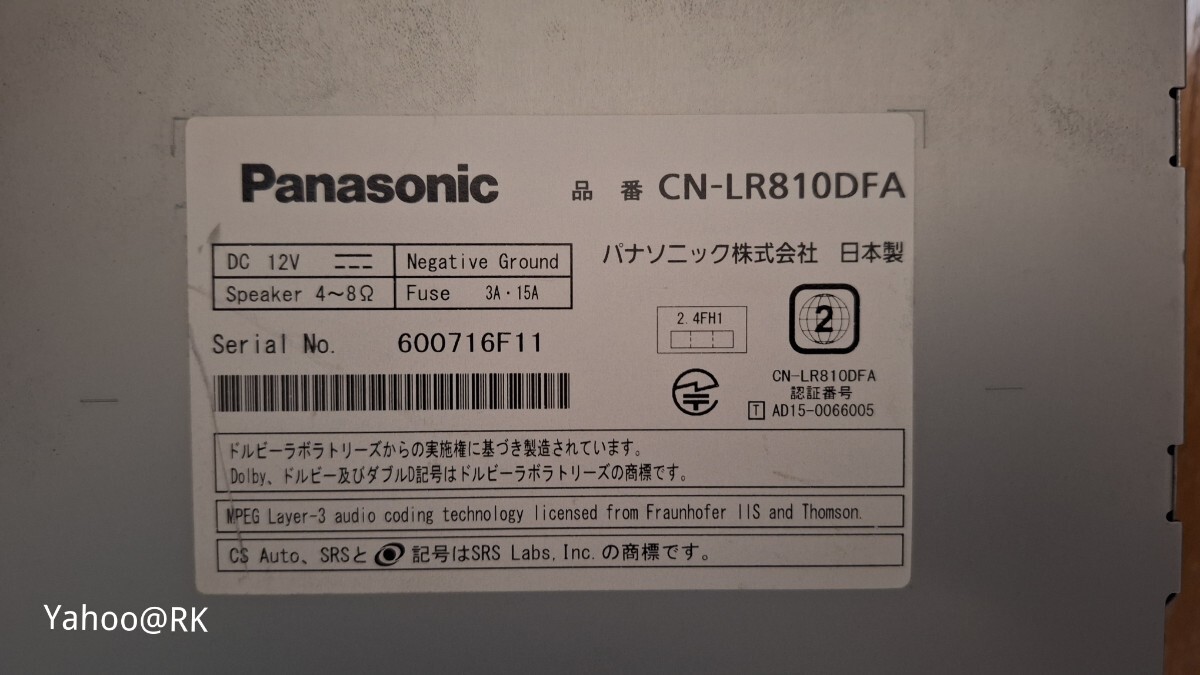 Panasonic 品 番 CN-LR810DFA
DC 12V Negative Ground
Speaker 4～8Ω Fuse 3A・15A
パナソニック株式会社 日本製
Serial No. 600716F11
2.4FH1
2
CN-LR810DFA
認証番号
T AD15-0066005
ドルビーラボラトリーズからの実施権に基づき製造されています。
Dolby、ドルビー及びダブルD記号はドルビーラボラトリーズの商標です。
MPEG Layer-3 audio coding technology licensed from Fraunhofer IIS and Thomson.
CS Auto、SRSと 記号はSRS Labs,Inc.の商標です。
Yahoo@RK